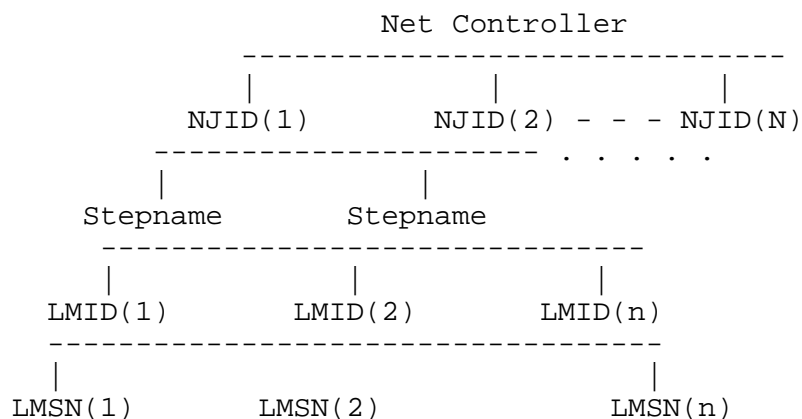 Net Controller
--------------------------------
| | |
NJID(1) NJID(2) - - - NJID(N)
----------------------- . . . . .
| |
Stepname Stepname
--------------------------------
| | |
LMID(1) LMID(2) LMID(n)
------------------------------------
| |
LMSN(1) LMSN(2) LMSN(n)